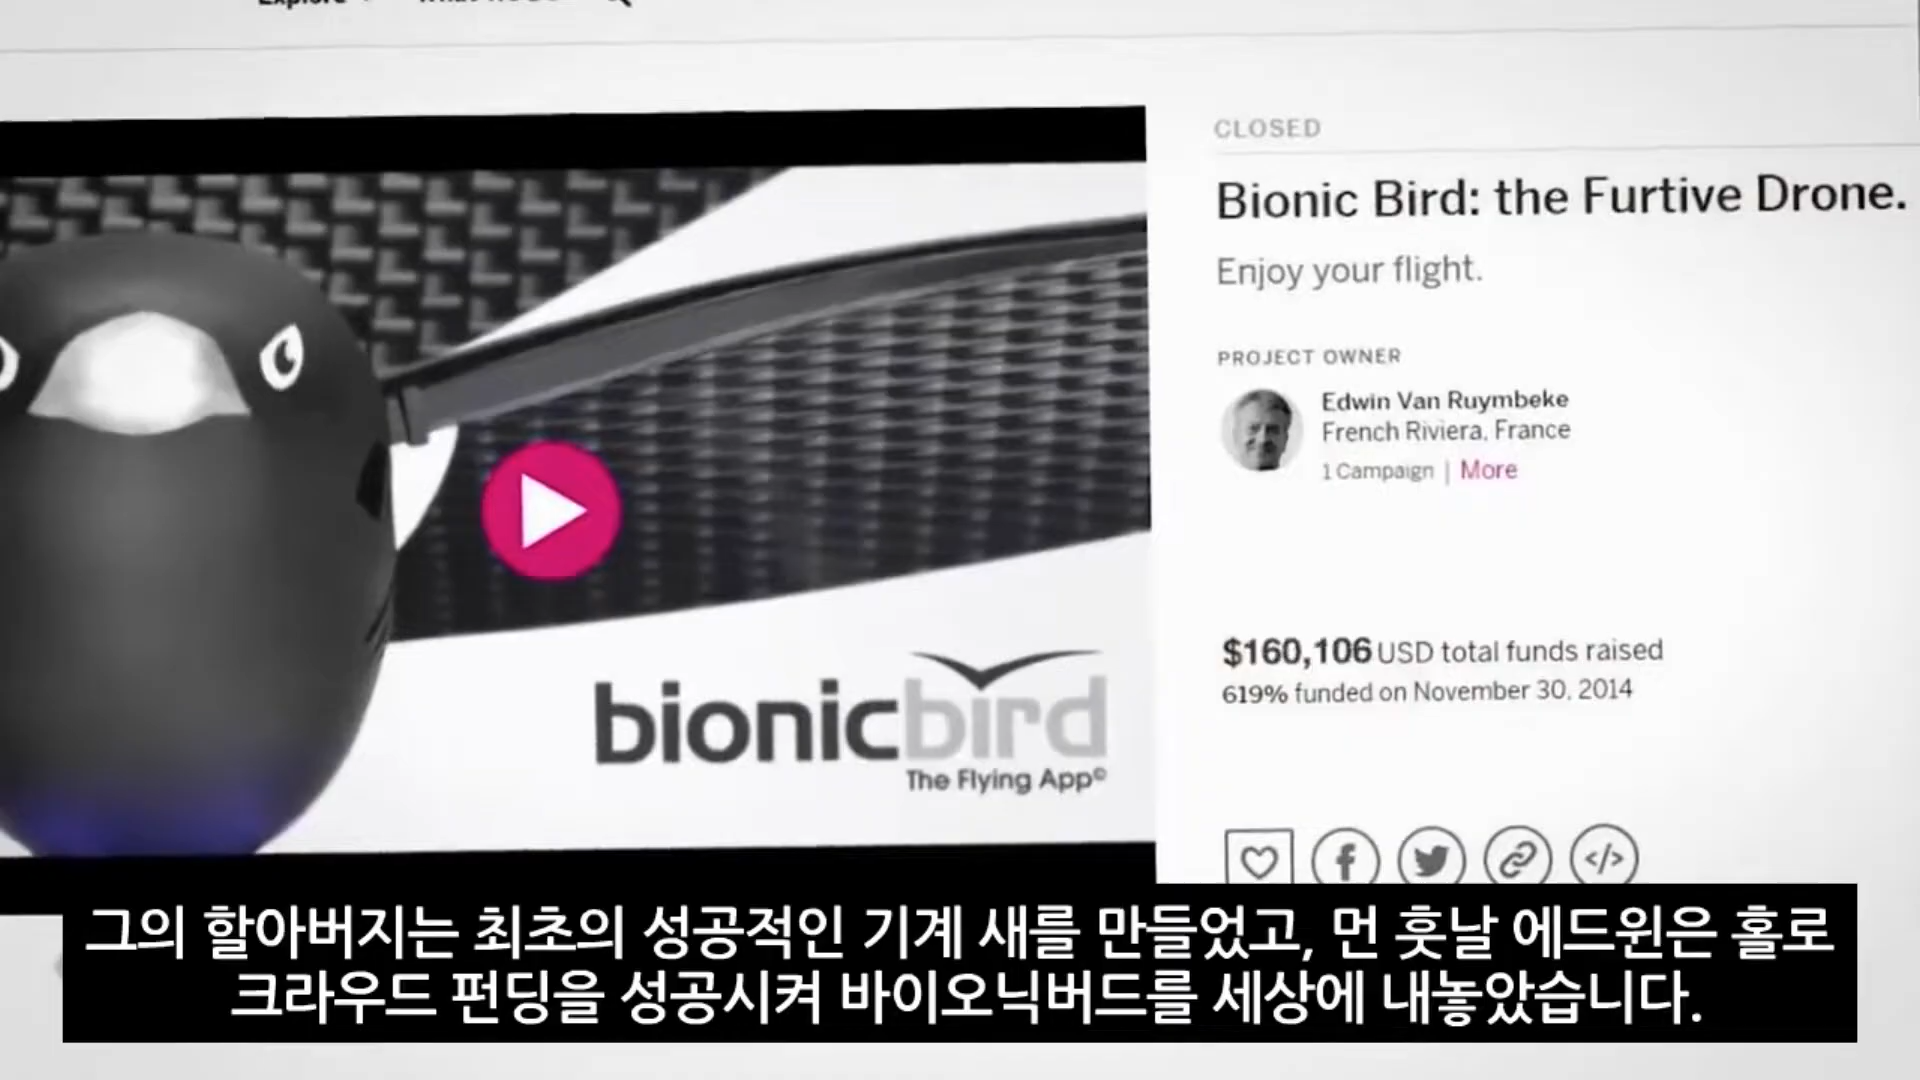 Explore
CLOSED
Bionic Bird: the Furtive Drone.
Enjoy your flight.
PROJECT OWNER
Edwin Van Ruymbeke
French Riviera, France
1 Campaign | More
$160,106 USD total funds raised
619% funded on November 30, 2014
bionicbird
The Flying App©
그의 할아버지는 최초의 성공적인 기계 새를 만들었고, 먼 훗날 에드윈은 홀로
크라우드 펀딩을 성공시켜 바이오닉버드를 세상에 내놓았습니다.